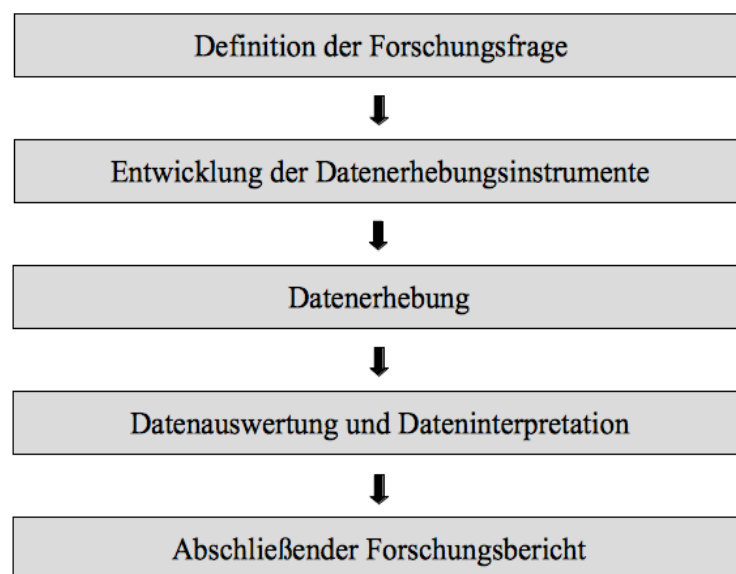 Definition der Forschungsfrage
Entwicklung der Datenerhebungsinstrumente
Datenerhebung
Datenauswertung und Dateninterpretation
Abschließender Forschungsbericht